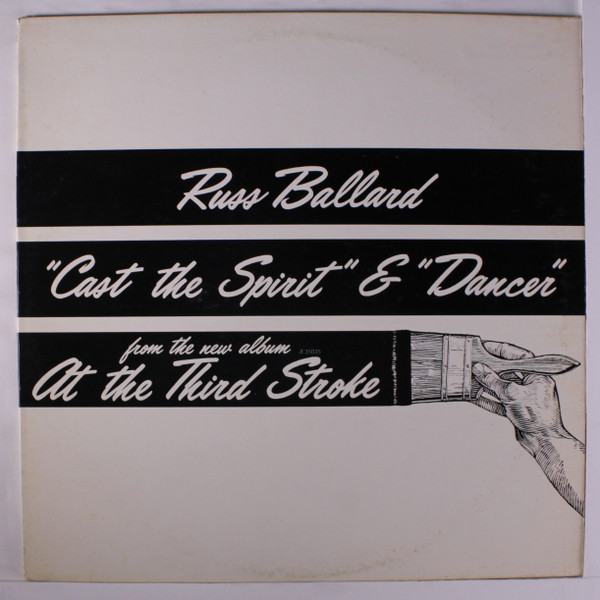 Russ Ballard
"Cast the Spirit" & "Dancer"
from the new album
At the Third Stroke